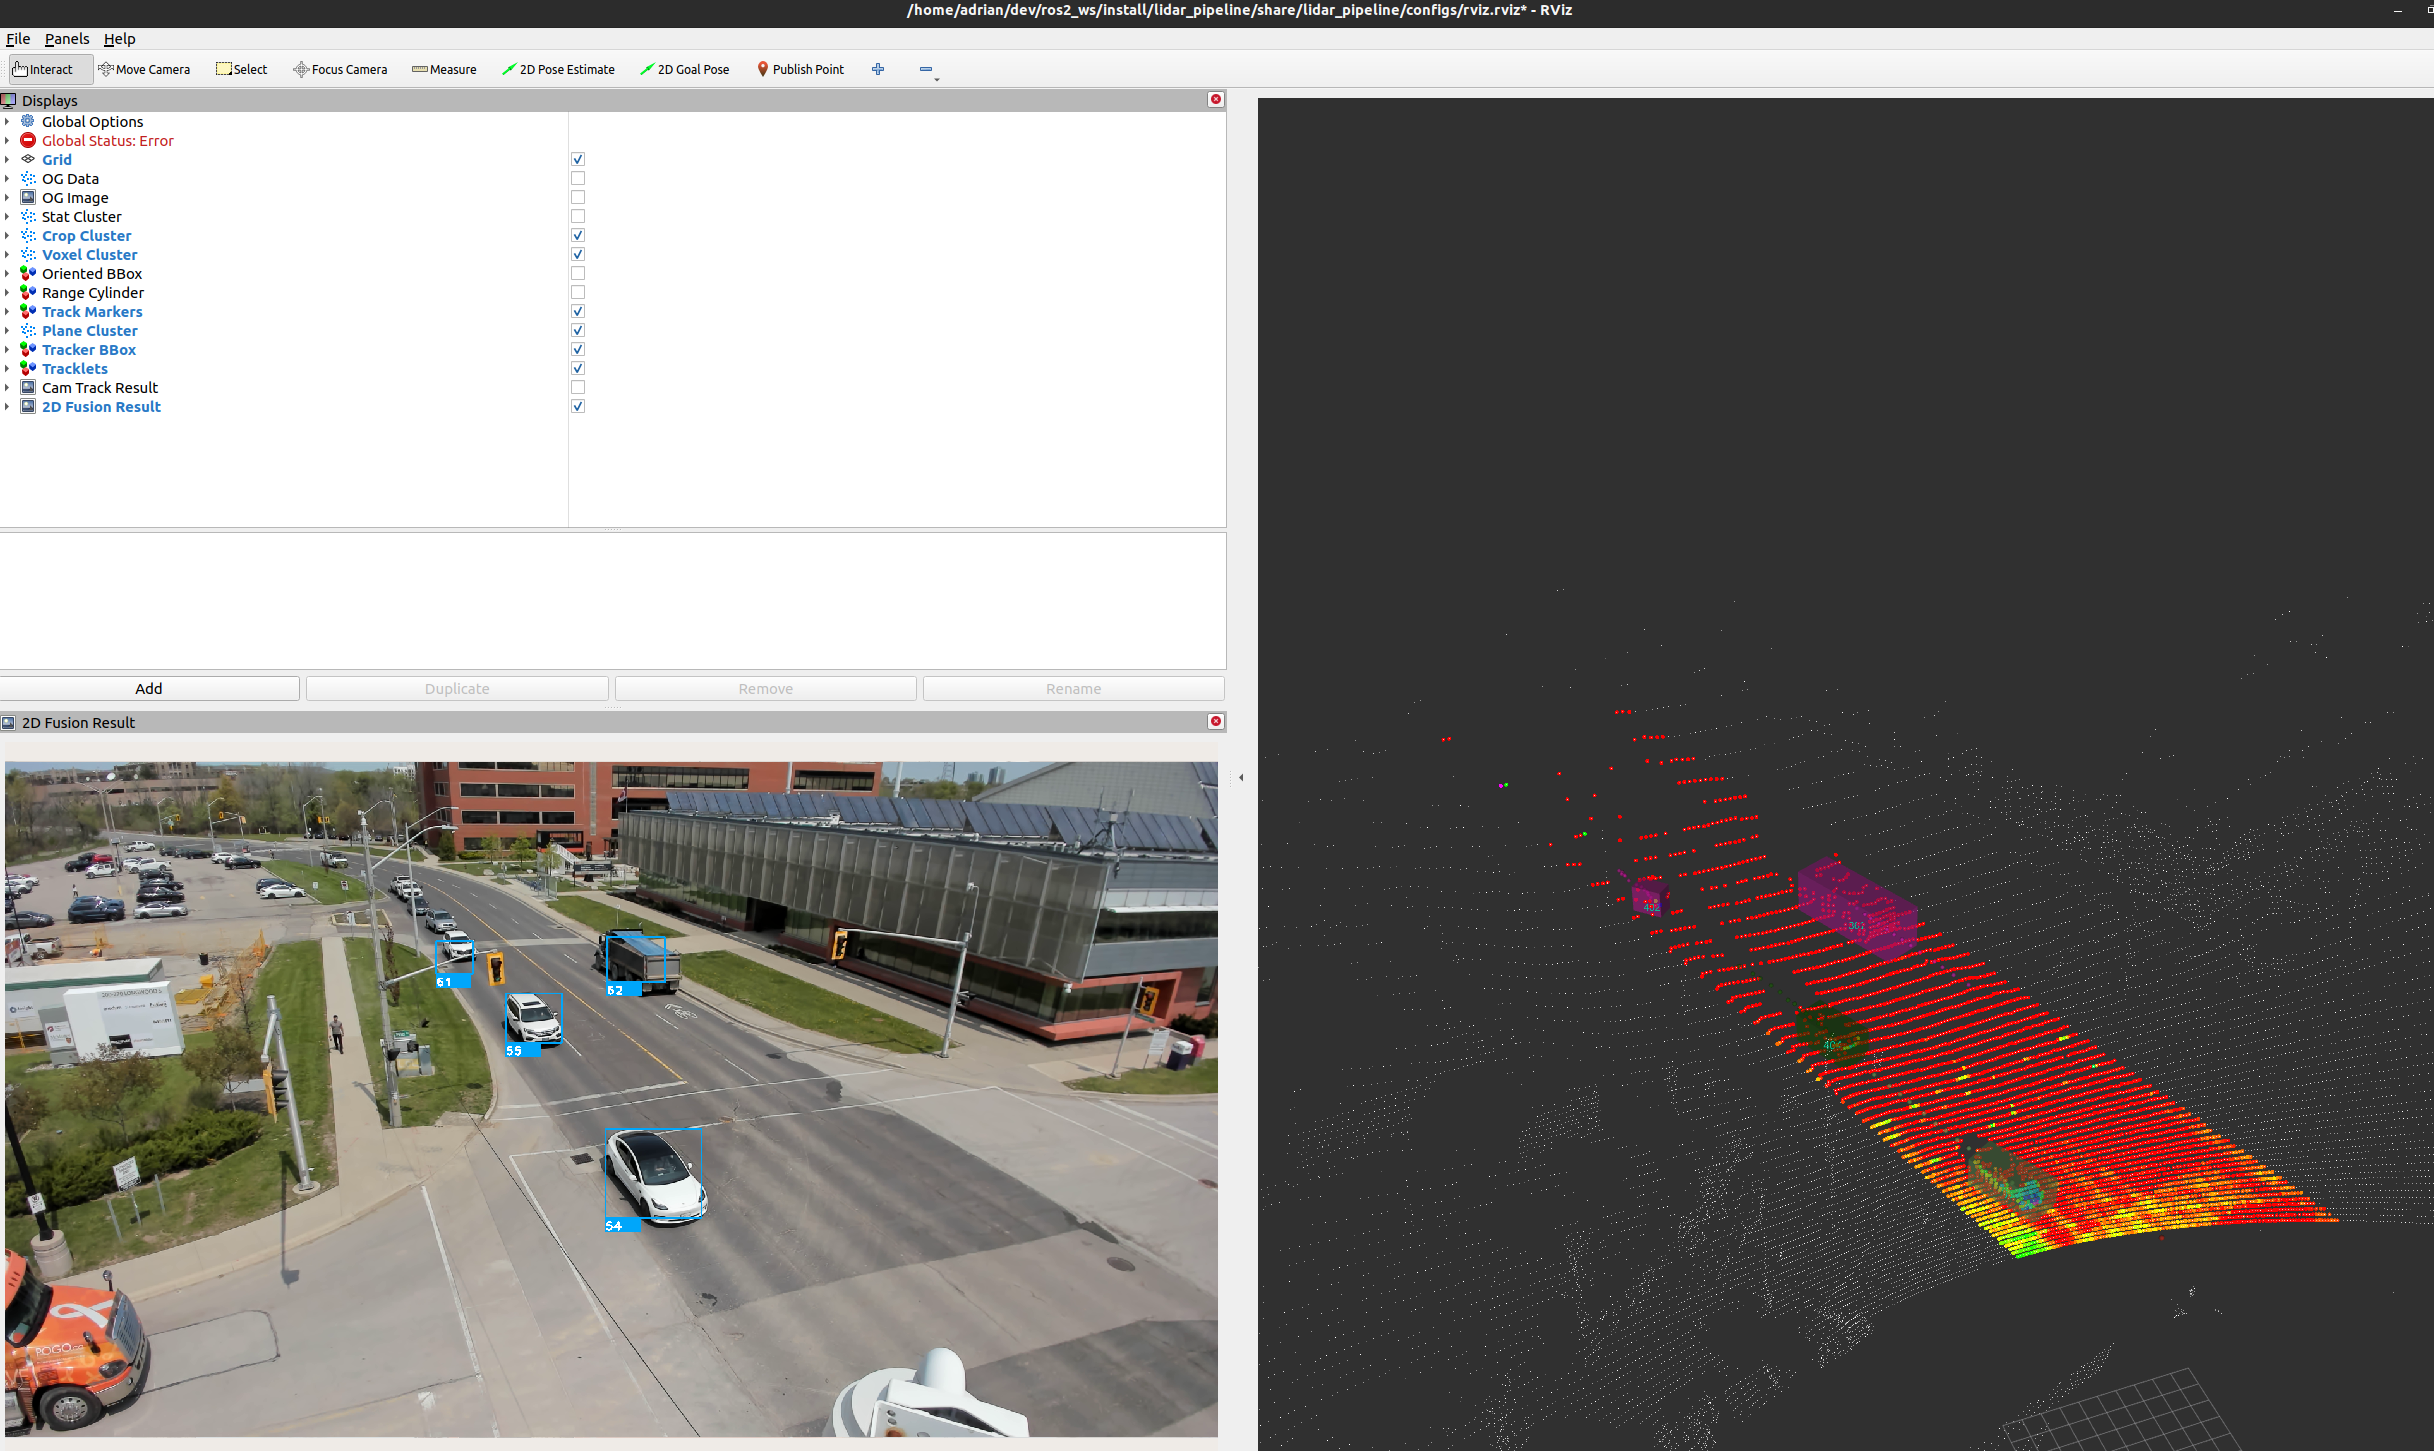 /home/adrian/dev/ros2_ws/install/lidar_pipeline/share/lidar_pipeline/configs/rviz.rviz* - RViz
File Panels Help
Interact Move Camera Select Focus Camera Measure 2D Pose Estimate 2D Goal Pose Publish Point
Displays
Global Options
Global Status: Error
Grid
OG Data
OG Image
Stat Cluster
Crop Cluster
Voxel Cluster
Oriented BBox
Range Cylinder
Track Markers
Plane Cluster
Tracker BBox
Tracklets
Cam Track Result
2D Fusion Result
Add Duplicate Remove Rename
2D Fusion Result
61
62
55
54
POGO